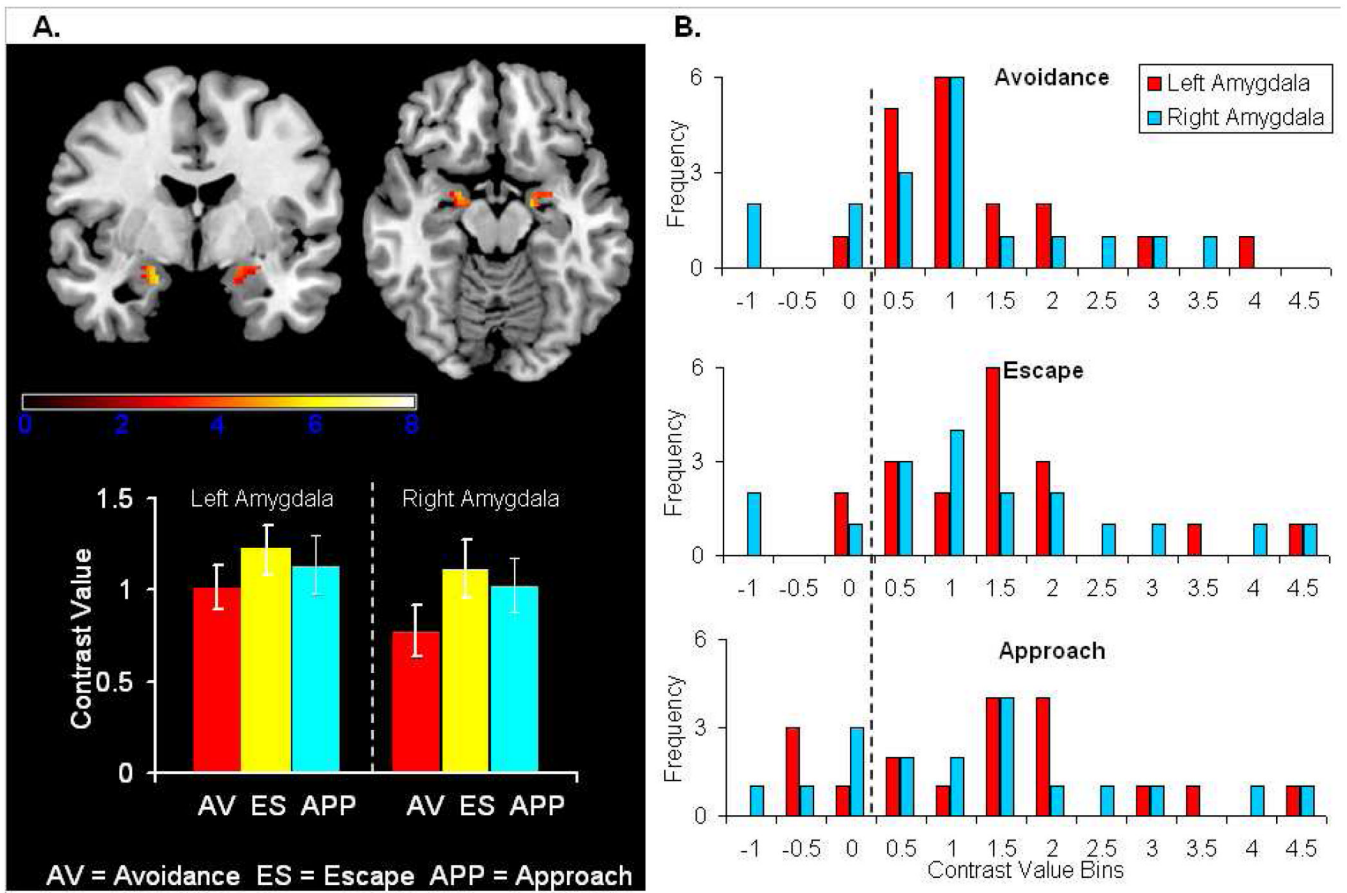 A.
0 2 4 6 8
1.5
1
0.5
0
Contrast Value
Left Amygdala
Right Amygdala
AV ES APP
AV ES APP
AV = Avoidance ES = Escape APP = Approach
B.
Avoidance
Left Amygdala
Right Amygdala
6
3
0
Frequency
-1 -0.5 0 0.5 1 1.5 2 2.5 3 3.5 4 4.5
Escape
6
3
0
Frequency
-1 -0.5 0 0.5 1 1.5 2 2.5 3 3.5 4 4.5
Approach
6
3
0
Frequency
-1 -0.5 0 0.5 1 1.5 2 2.5 3 3.5 4 4.5
Contrast Value Bins